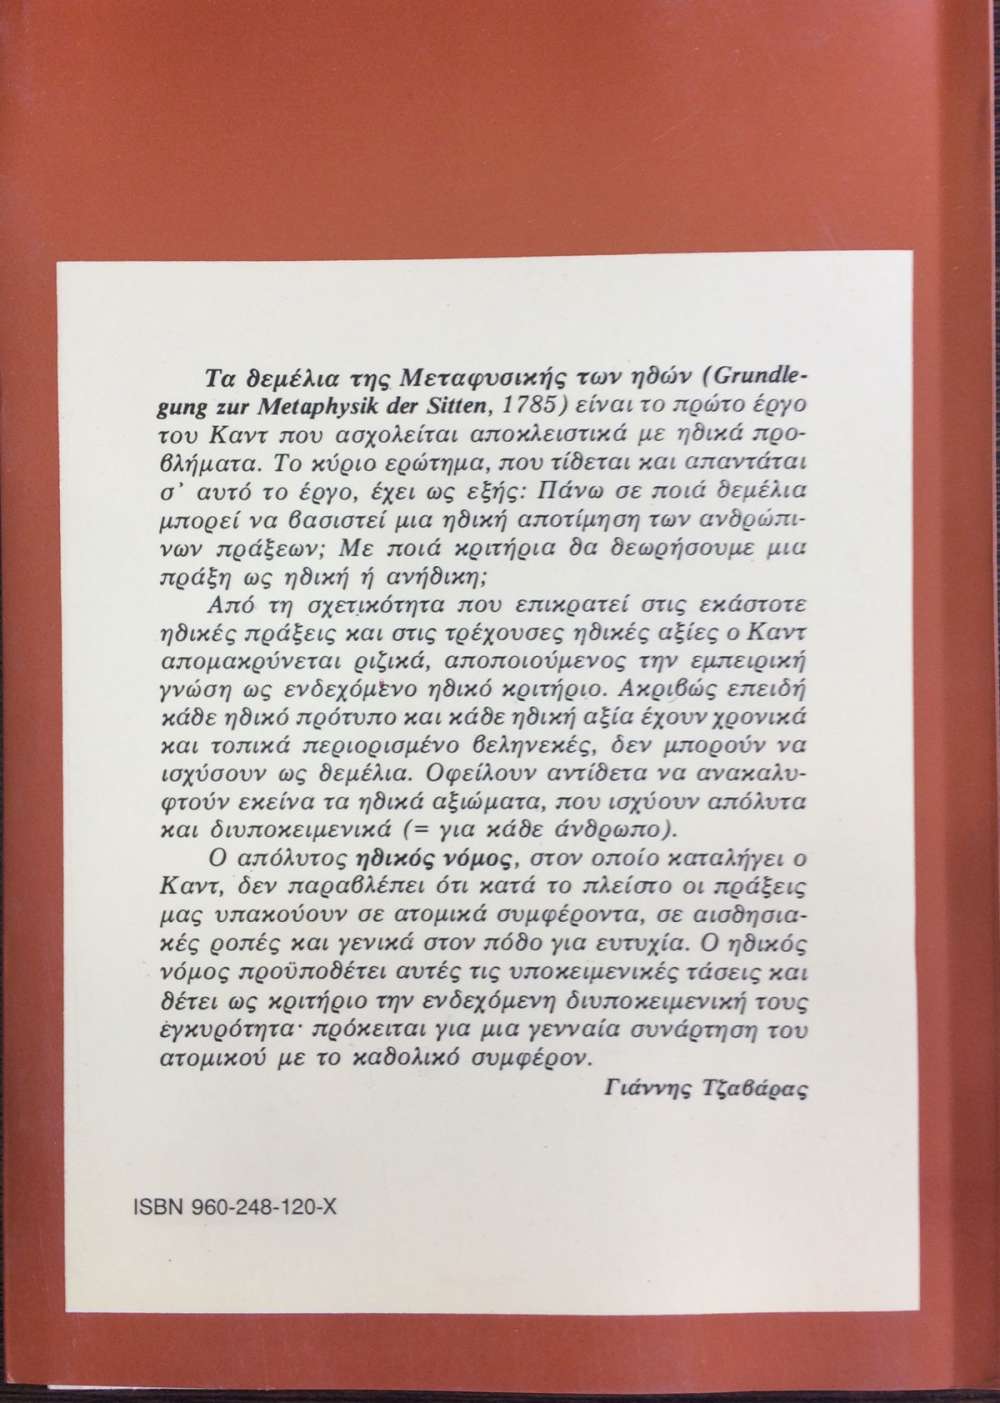 Τα θεμέλια της Μεταφυσικής των ηθών (Grundle-
gung zur Metaphysik der Sitten, 1785) είναι το πρώτο έργο
του Καντ που ασχολείται αποκλειστικά με ηθικά προ-
βλήματα. Το κύριο ερώτημα, που τίθεται και απαντάται
σ' αυτό το έργο, έχει ως εξής: Πάνω σε ποιά θεμέλια
μπορεί να βασιστεί μια ηθική αποτίμηση των ανθρώπι-
νων πράξεων; Με ποιά κριτήρια θα θεωρήσουμε μια
πράξη ως ηθική ή ανήθικη;
Από τη σχετικότητα που επικρατεί στις εκάστοτε
ηθικές πράξεις και στις τρέχουσες ηθικές αξίες ο Καντ
απομακρύνεται ριζικά, αποποιούμενος την εμπειρική
γνώση ως ενδεχόμενο ηθικό κριτήριο. Ακριβώς επειδή
κάθε ηθικό πρότυπο και κάθε ηθική αξία έχουν χρονικά
και τοπικά περιορισμένο βεληνεκές, δεν μπορούν να
ισχύσουν ως θεμέλια. Οφείλουν αντίθετα να ανακαλυ-
φτούν εκείνα τα ηθικά αξιώματα, που ισχύουν απόλυτα
και διυποκειμενικά (= για κάθε άνθρωπο).
Ο απόλυτος ηθικός νόμος, στον οποίο καταλήγει ο
Καντ, δεν παραβλέπει ότι κατά το πλείστο οι πράξεις
μας υπακούουν σε ατομικά συμφέροντα, σε αισθησια-
κές ροπές και γενικά στον πόθο για ευτυχία. Ο ηθικός
νόμος προϋποθέτει αυτές τις υποκειμενικές τάσεις και
θέτει ως κριτήριο την ενδεχόμενη διυποκειμενική τους
εγκυρότητα· πρόκειται για μια γενναία συνάρτηση του
ατομικού με το καθολικό συμφέρον.
Γιάννης Τζαβάρας
ISBN 960-248-120-X